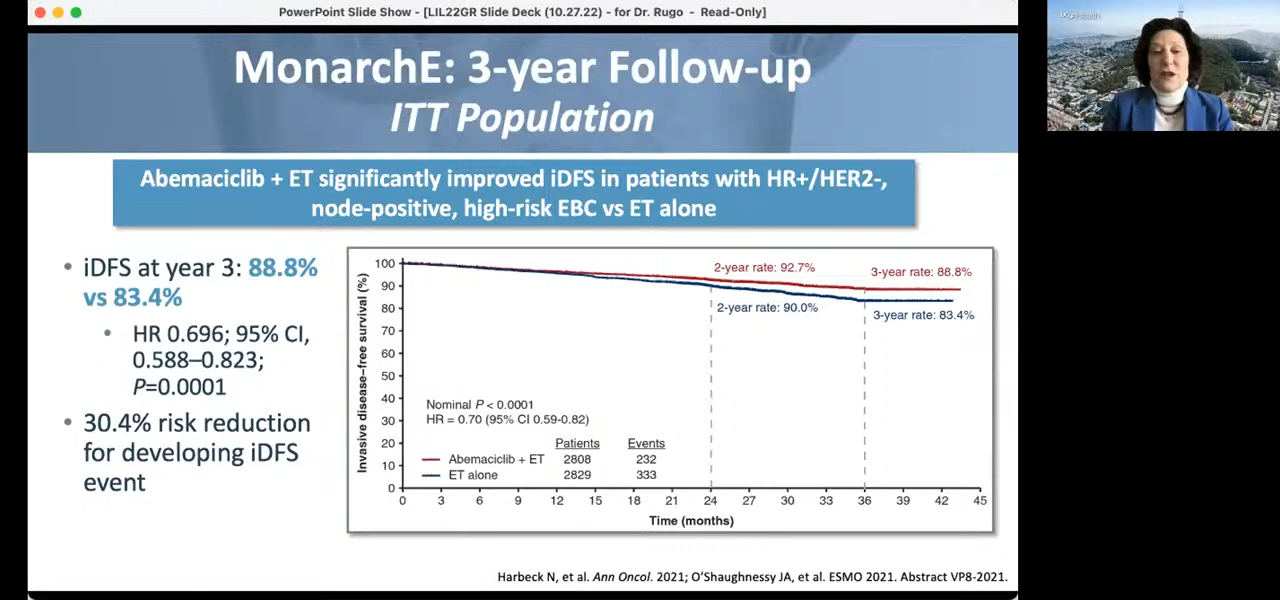 PowerPoint Slide Show - [LIL22GR Slide Deck (10.27.22) - for Dr. Rugo - Read-Only]
UCSF Health
MonarchE: 3-year Follow-up
ITT Population
Abemaciclib + ET significantly improved iDFS in patients with HR+/HER2-,
node-positive, high-risk EBC vs ET alone
• iDFS at year 3: 88.8%
vs 83.4%
• HR 0.696; 95% CI,
0.588–0.823;
P=0.0001
• 30.4% risk reduction
for developing iDFS
event
Invasive disease–free survival (%)
100
90
80
70
60
50
40
30
20
10
0
2-year rate: 92.7%
3-year rate: 88.8%
2-year rate: 90.0%
3-year rate: 83.4%
Nominal P < 0.0001
HR = 0.70 (95% CI 0.59-0.82)
Patients Events
Abemaciclib + ET 2808 232
ET alone 2829 333
0 3 6 9 12 15 18 21 24 27 30 33 36 39 42 45
Time (months)
Harbeck N, et al. Ann Oncol. 2021; O'Shaughnessy JA, et al. ESMO 2021. Abstract VP8-2021.